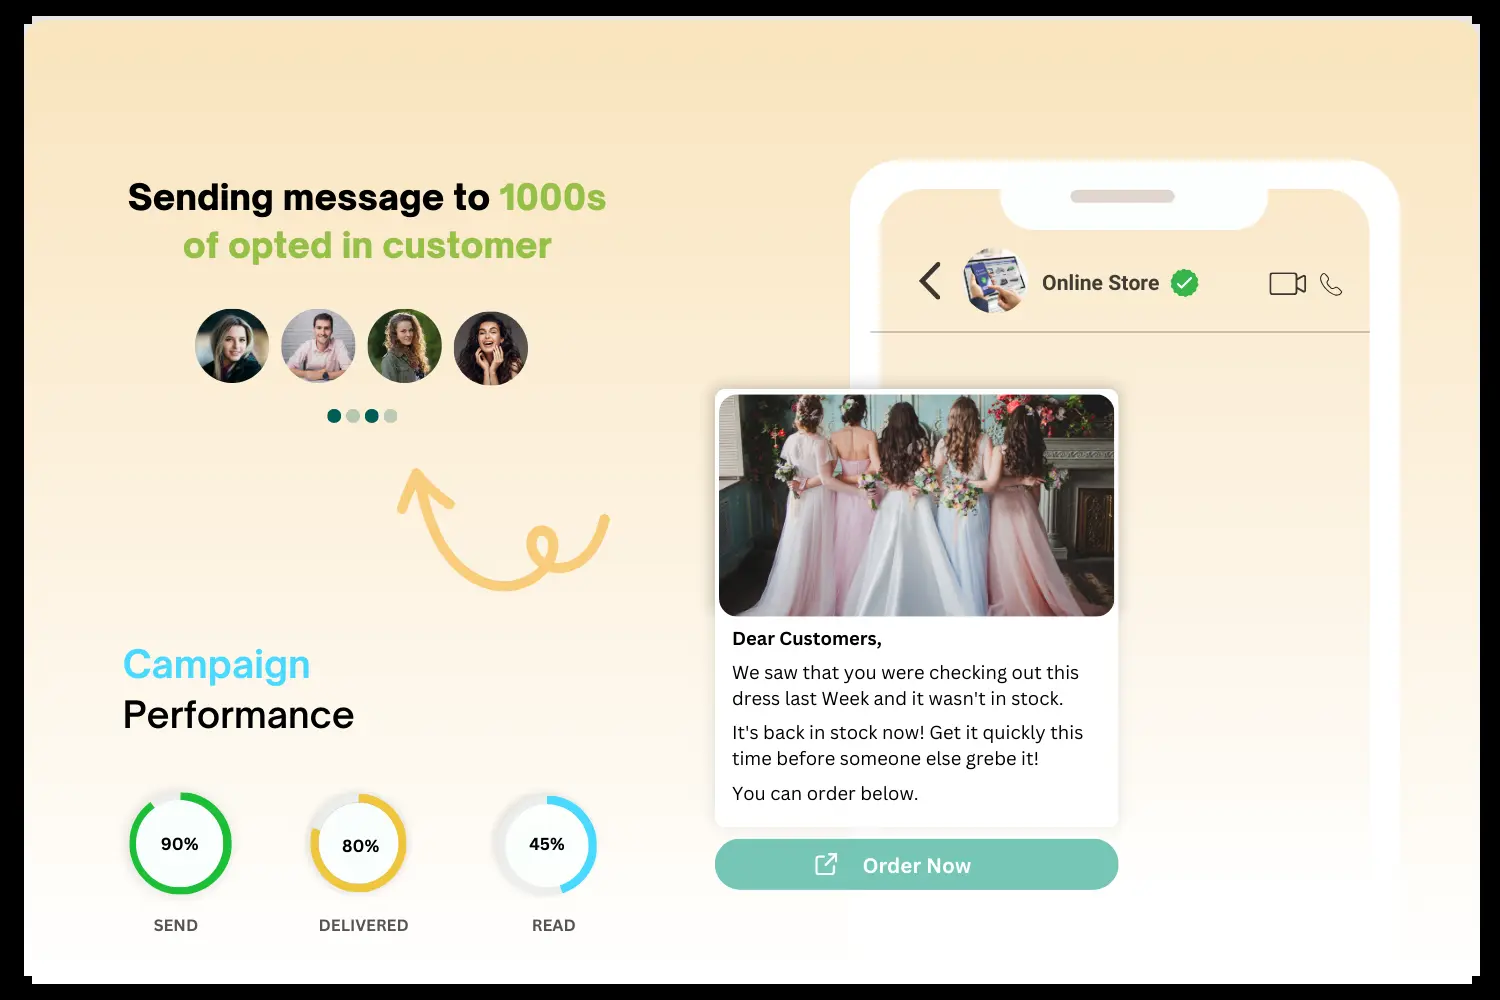 Sending message to 1000s
of opted in customer
Campaign
Performance
90%
80%
45%
SEND
DELIVERED
READ
Online Store
Dear Customers,
We saw that you were checking out this
dress last Week and it wasn't in stock.
It's back in stock now! Get it quickly this
time before someone else grebe it!
You can order below.
Order Now